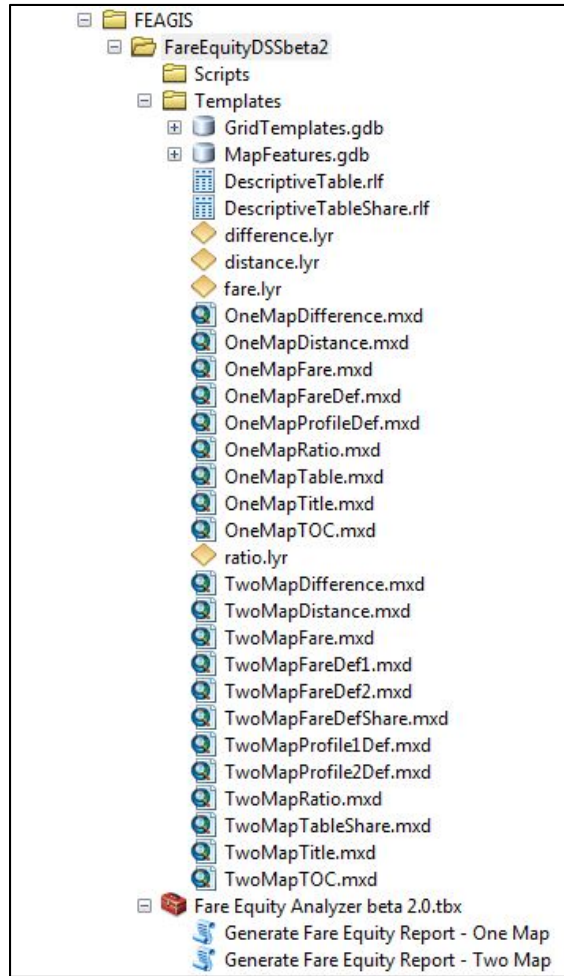 FEAGIS
FareEquityDSSbeta2
Scripts
Templates
GridTemplates.gdb
MapFeatures.gdb
DescriptiveTable.rlf
DescriptiveTableShare.rlf
difference.lyr
distance.lyr
fare.lyr
OneMapDifference.mxd
OneMapDistance.mxd
OneMapFare.mxd
OneMapFareDef.mxd
OneMapProfileDef.mxd
OneMapRatio.mxd
OneMapTable.mxd
OneMapTitle.mxd
OneMapTOC.mxd
ratio.lyr
TwoMapDifference.mxd
TwoMapDistance.mxd
TwoMapFare.mxd
TwoMapFareDef1.mxd
TwoMapFareDef2.mxd
TwoMapFareDefShare.mxd
TwoMapProfile1Def.mxd
TwoMapProfile2Def.mxd
TwoMapRatio.mxd
TwoMapTableShare.mxd
TwoMapTitle.mxd
TwoMapTOC.mxd
Fare Equity Analyzer beta 2.0.tbx
Generate Fare Equity Report - One Map
Generate Fare Equity Report - Two Map